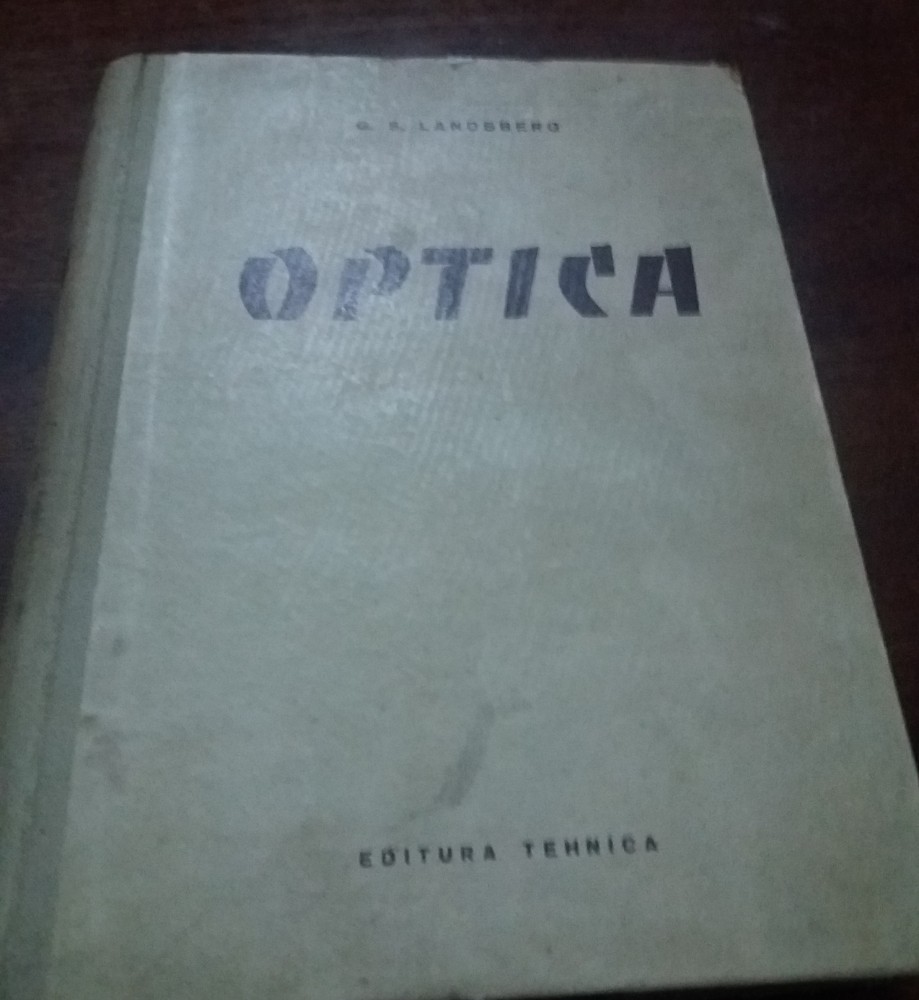 G. S. LANDSBERG
OPTICA
EDITURA TEHNICA